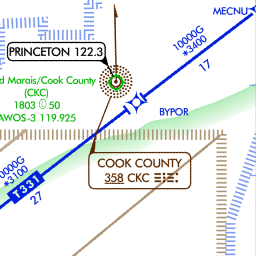 MECNU
10000G
*3400
17
PRINCETON 122.3
d Marais/Cook County
(CKC)
1803 Ⓛ 50
AWOS-3 119.925
BYPOR
COOK COUNTY
358 CKC
0000G
*3100
T331
27